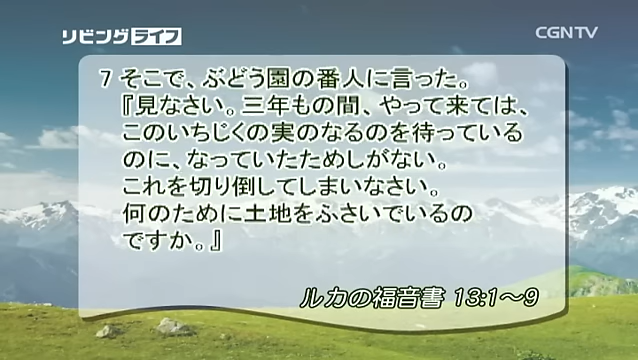 リビングライフ
CGNTV
7 そこで、ぶどう園の番人に言った。
『見なさい。三年もの間、やって来ては、
このいちじくの実のなるのを待っている
のに、なっていたためしがない。
これを切り倒してしまいなさい。
何のために土地をふさいでいるの
ですか。』
ルカの福音書 13:1～9